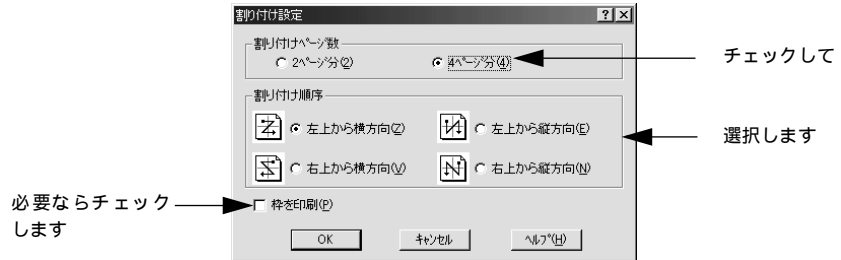 割り付け設定
割り付けページ数
2ページ分(2)
4ページ分(4)
チェックして
割り付け順序
左上から横方向(Z)
左上から縦方向(E)
選択します
右上から横方向(V)
右上から縦方向(N)
必要ならチェック
します
枠を印刷(P)
OK
キャンセル
ヘルプ(H)